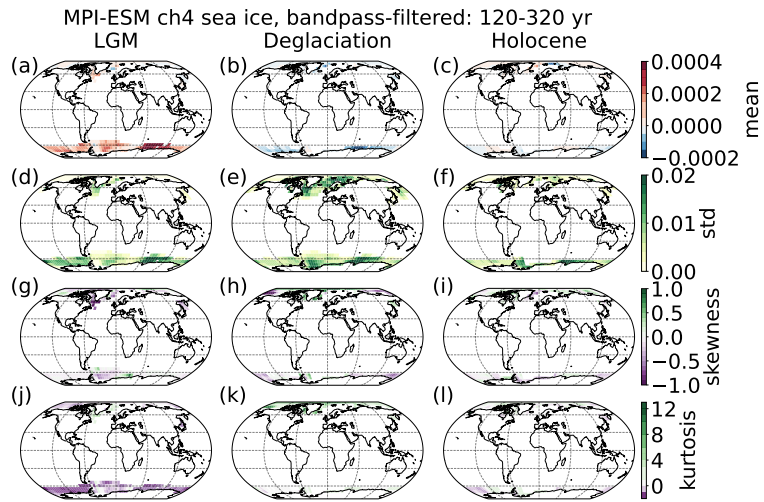 MPI-ESM ch4 sea ice, bandpass-filtered: 120-320 yr
LGM Deglaciation Holocene
(a) (b) (c)
0.0004
0.0002
0.0000
−0.0002
mean
(d) (e) (f)
0.02
0.01
0.00
std
(g) (h) (i)
1.0
0.5
0.0
−0.5
−1.0
skewness
(j) (k) (l)
12
8
4
0
kurtosis